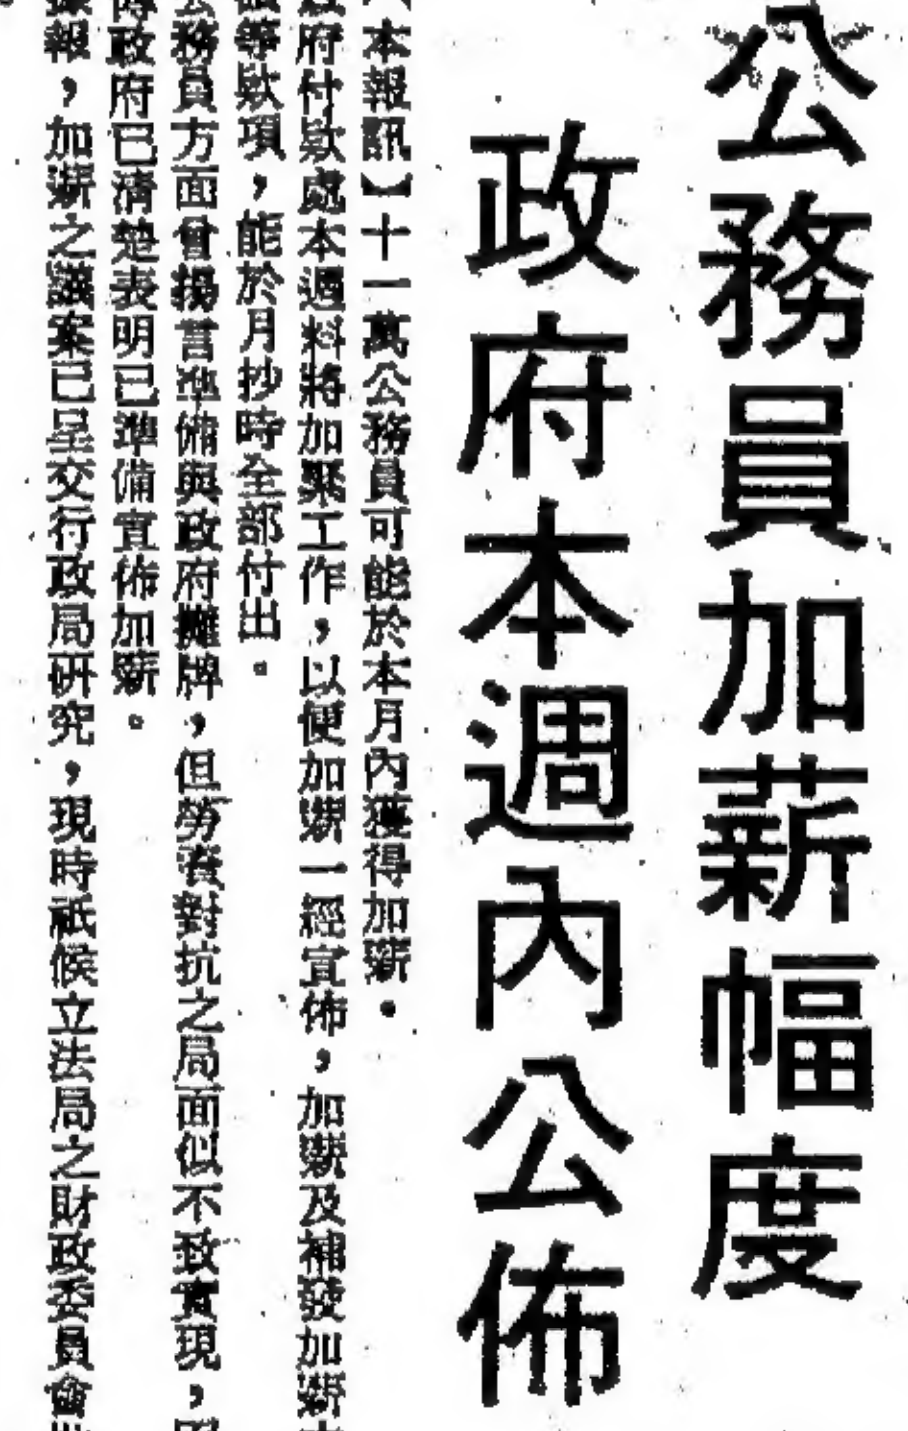 公務員加薪幅度
政府本週內公佈
本報訊】十一萬公務員可能於本月內獲得加薪。
政府付欵處本週料將加緊工作，以便加薪一經宣佈，加薪及補發加薪
等欵項，能於月抄時全部付出。
公務員方面曾揚言準備與政府攤牌，但勞資對抗之局面似不致實現，
政府已清楚表明已準備宣佈加薪。
據報，加薪之議案已呈交行政局研究，現時祇候立法局之財政委員會